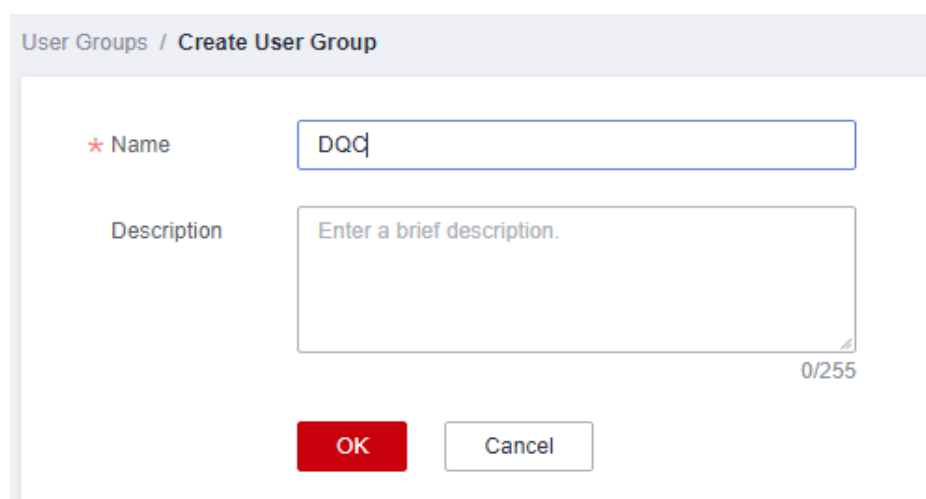 User Groups / Create User Group
* Name DQC
Description Enter a brief description.
0/255
OK Cancel